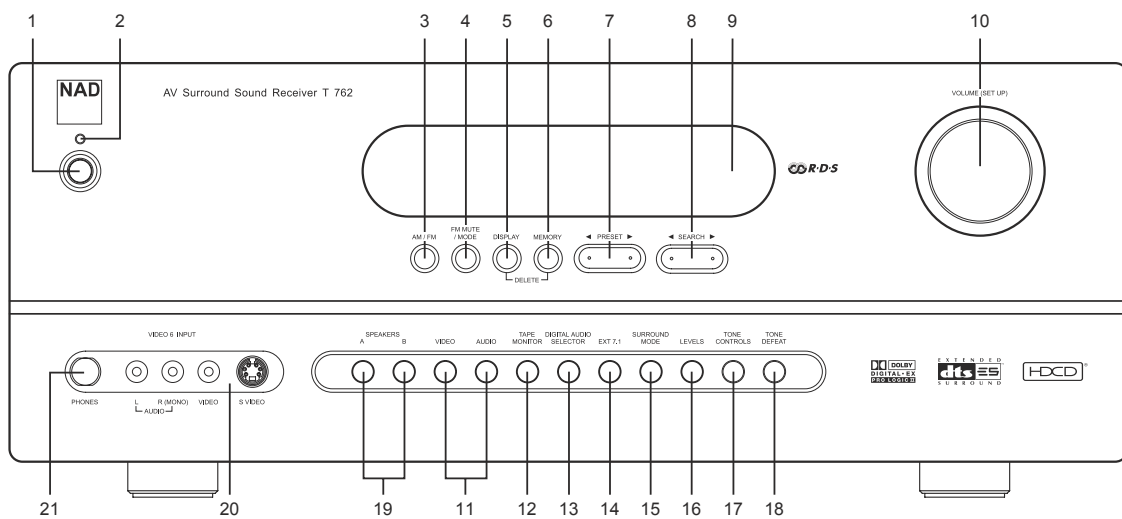 1 2 3 4 5 6 7 8 9 10
NAD
AV Surround Sound Receiver T 762
VOLUME (SET UP)
R·D·S
AM / FM
FM MUTE
/ MODE
DISPLAY
MEMORY
◄ PRESET ►
◄ SEARCH ►
DELETE
VIDEO 6 INPUT
SPEAKERS
A B
VIDEO
AUDIO
TAPE
MONITOR
DIGITAL AUDIO
SELECTOR
EXT 7.1
SURROUND
MODE
LEVELS
TONE
CONTROLS
TONE
DEFEAT
PHONES
L R (MONO)
AUDIO
VIDEO
S VIDEO
DOLBY
DIGITAL·EX
PRO LOGIC II
EXTENDED
dts ES
SURROUND
HDCD®
21 20 19 11 12 13 14 15 16 17 18